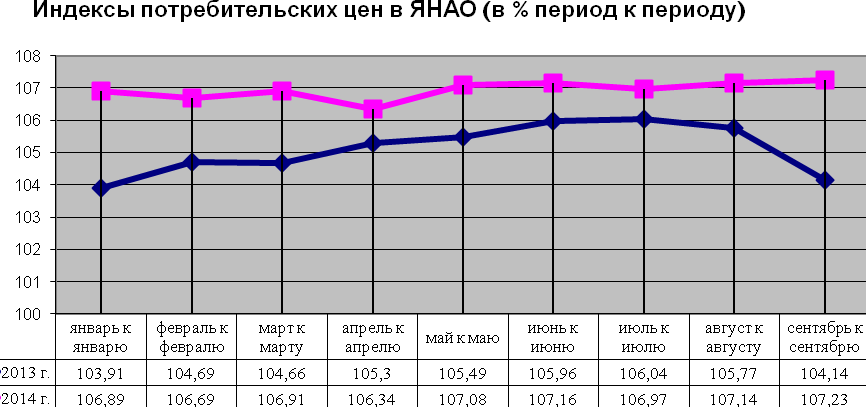 Индексы потребительских цен в ЯНАО (в % период к периоду)
108
107
106
105
104
103
102
101
100
январь к январю
февраль к февралю
март к марту
апрель к апрелю
май к маю
июнь к июню
июль к июлю
август к августу
сентябрь к сентябрю
2013 г. 103,91 104,69 104,66 105,3 105,49 105,96 106,04 105,77 104,14
2014 г. 106,89 106,69 106,91 106,34 107,08 107,16 106,97 107,14 107,23